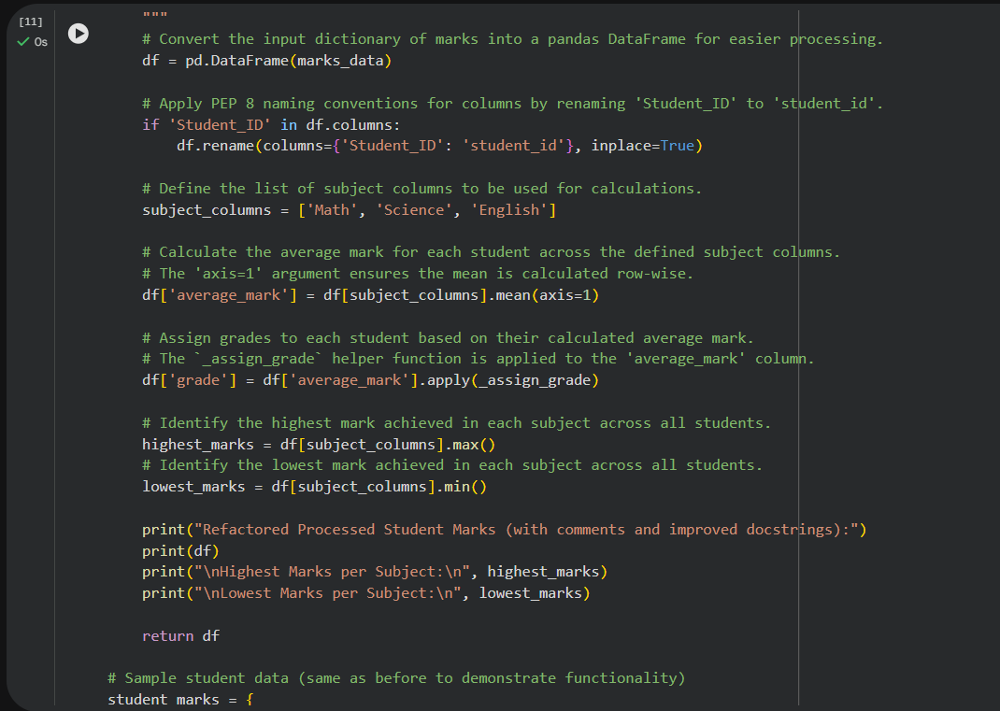 [11]
0s
"""
# Convert the input dictionary of marks into a pandas DataFrame for easier processing.
df = pd.DataFrame(marks_data)
# Apply PEP 8 naming conventions for columns by renaming 'Student_ID' to 'student_id'.
if 'Student_ID' in df.columns:
    df.rename(columns={'Student_ID': 'student_id'}, inplace=True)
# Define the list of subject columns to be used for calculations.
subject_columns = ['Math', 'Science', 'English']
# Calculate the average mark for each student across the defined subject columns.
# The 'axis=1' argument ensures the mean is calculated row-wise.
df['average_mark'] = df[subject_columns].mean(axis=1)
# Assign grades to each student based on their calculated average mark.
# The `_assign_grade` helper function is applied to the 'average_mark' column.
df['grade'] = df['average_mark'].apply(_assign_grade)
# Identify the highest mark achieved in each subject across all students.
highest_marks = df[subject_columns].max()
# Identify the lowest mark achieved in each subject across all students.
lowest_marks = df[subject_columns].min()
print("Refactored Processed Student Marks (with comments and improved docstrings):")
print(df)
print("\nHighest Marks per Subject:\n", highest_marks)
print("\nLowest Marks per Subject:\n", lowest_marks)
return df
# Sample student data (same as before to demonstrate functionality)
student_marks = {